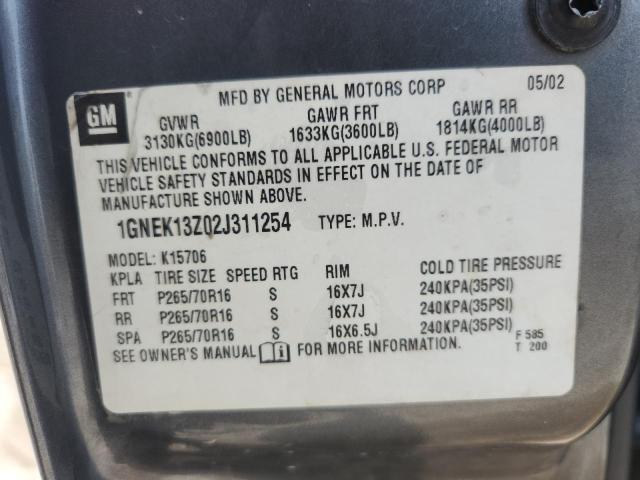 MFD BY GENERAL MOTORS CORP 05/02
GM GVWR GAWR FRT GAWR RR
3130KG(6900LB) 1633KG(3600LB) 1814KG(4000LB)
THIS VEHICLE CONFORMS TO ALL APPLICABLE U.S. FEDERAL MOTOR
VEHICLE SAFETY STANDARDS IN EFFECT ON THE DATE OF
MANUFACTURE SHOWN ABOVE.
1GNEK13Z02J311254 TYPE: M.P.V.
MODEL: K15706
KPLA TIRE SIZE SPEED RTG RIM COLD TIRE PRESSURE
FRT P265/70R16 S 16X7J 240KPA(35PSI)
RR P265/70R16 S 16X7J 240KPA(35PSI)
SPA P265/70R16 S 16X6.5J 240KPA(35PSI)
SEE OWNER'S MANUAL FOR MORE INFORMATION. F 585
T 200